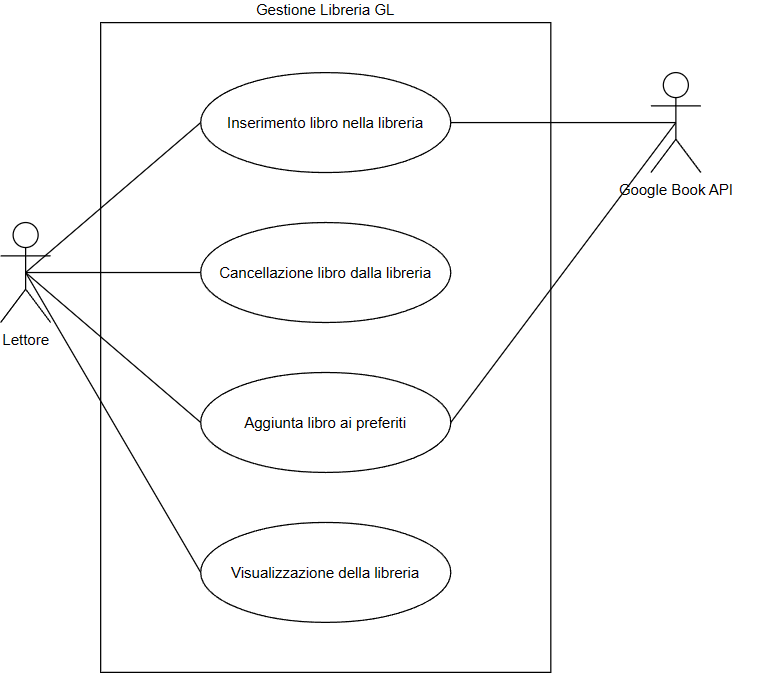 Gestione Libreria GL
Inserimento libro nella libreria
Google Book API
Cancellazione libro dalla libreria
Lettore
Aggiunta libro ai preferiti
Visualizzazione della libreria